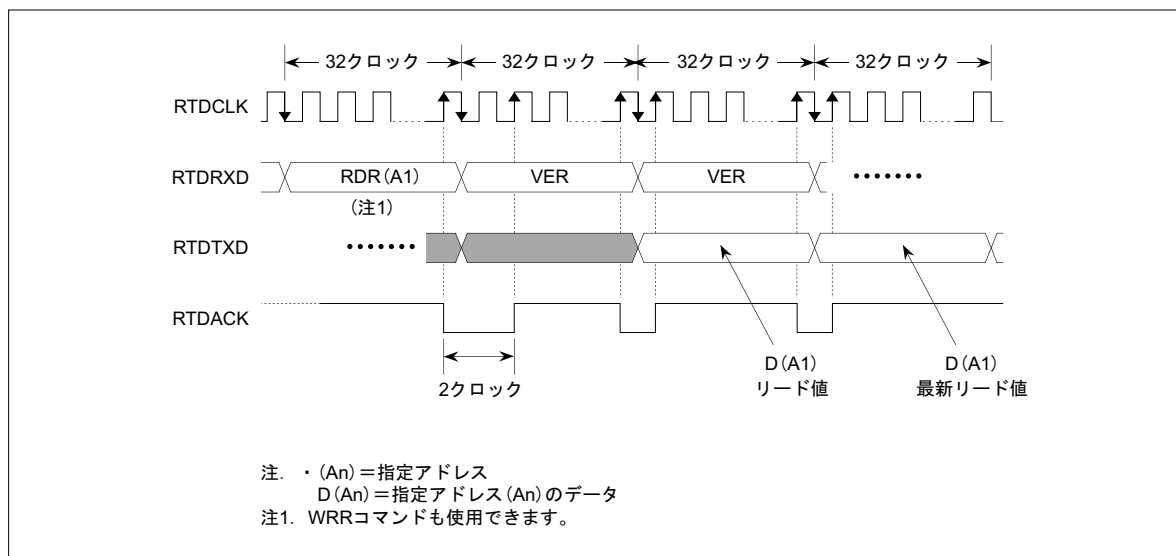 32クロック 32クロック 32クロック 32クロック
RTDCLK
RTDRXD RDR(A1) VER VER ・・・・・・・
(注1)
RTDTXD ・・・・・・・
RTDACK
2クロック
D(A1)
リード値
D(A1)
最新リード値
注. ・(An)=指定アドレス
D(An)=指定アドレス(An)のデータ
注1. WRRコマンドも使用できます。